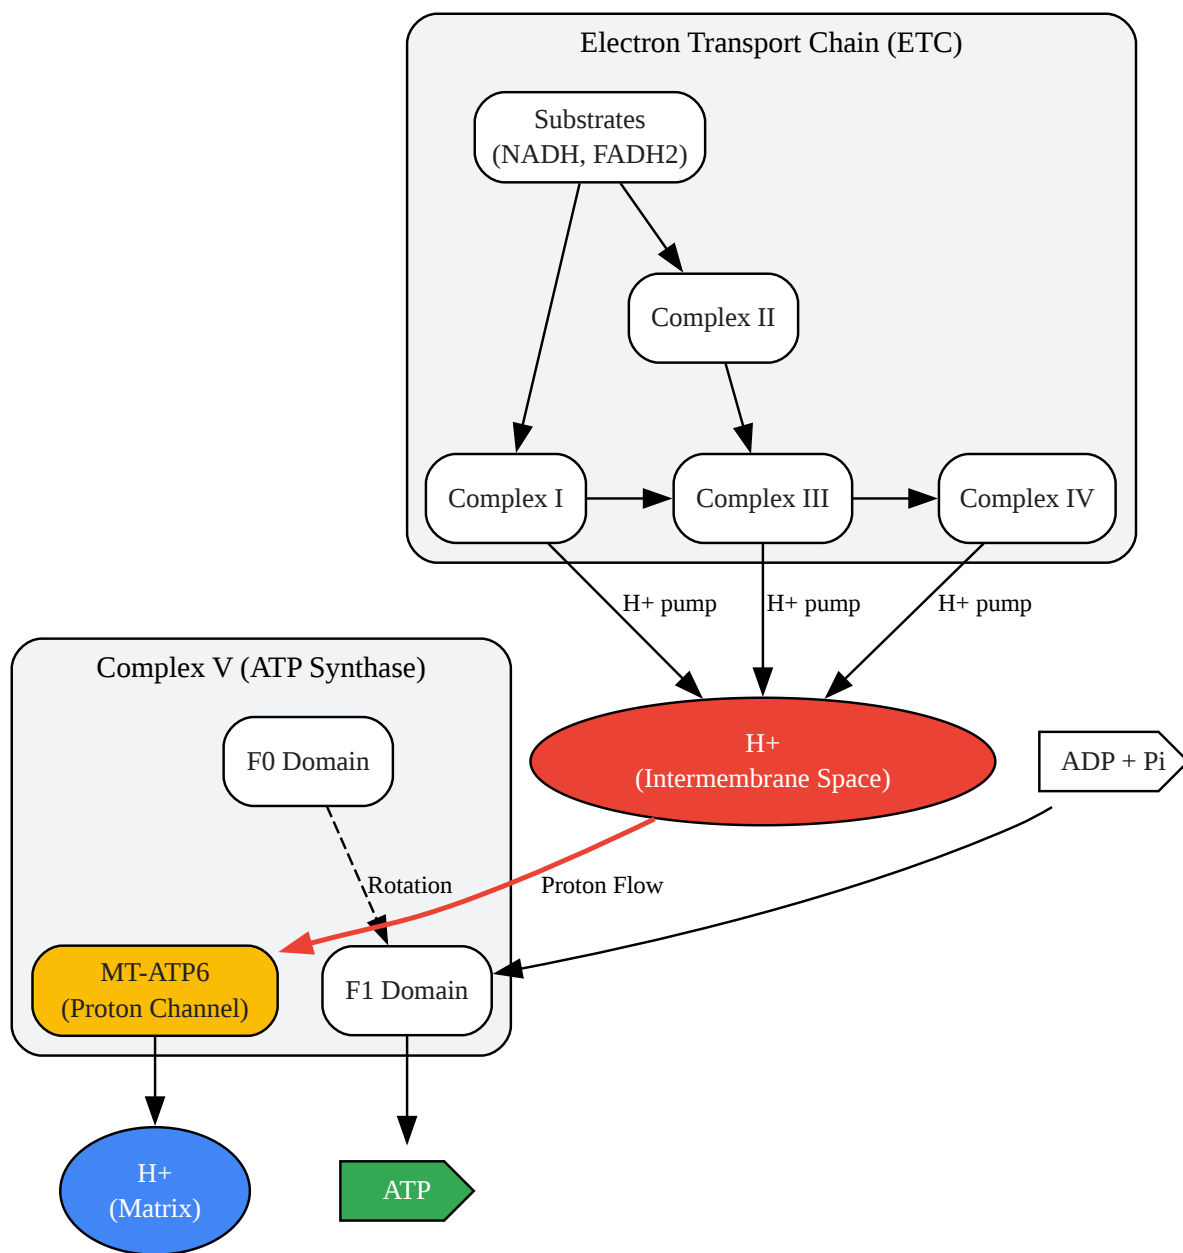 Electron Transport Chain (ETC)
Substrates
(NADH, FADH2)
Complex II
Complex I
Complex III
Complex IV
H+ pump
H+ pump
H+ pump
Complex V (ATP Synthase)
F0 Domain
H+
(Intermembrane Space)
ADP + Pi
Rotation
Proton Flow
MT-ATP6
(Proton Channel)
F1 Domain
H+
(Matrix)
ATP